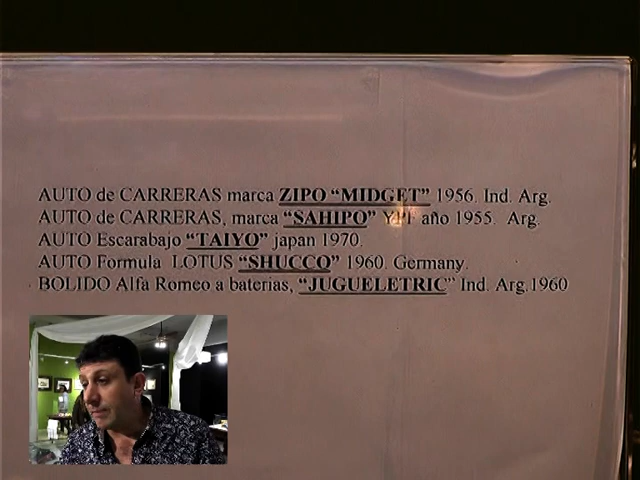 AUTO de CARRERAS marca ZIPO “MIDGET” 1956. Ind. Arg.
AUTO de CARRERAS, marca “SAHIPO” YPF año 1955. Arg.
AUTO Escarabajo “TAIYO” japan 1970.
AUTO Formula LOTUS “SHUCCO” 1960. Germany.
BOLIDO Alfa Romeo a baterias, “JUGUELETRIC” Ind. Arg.1960